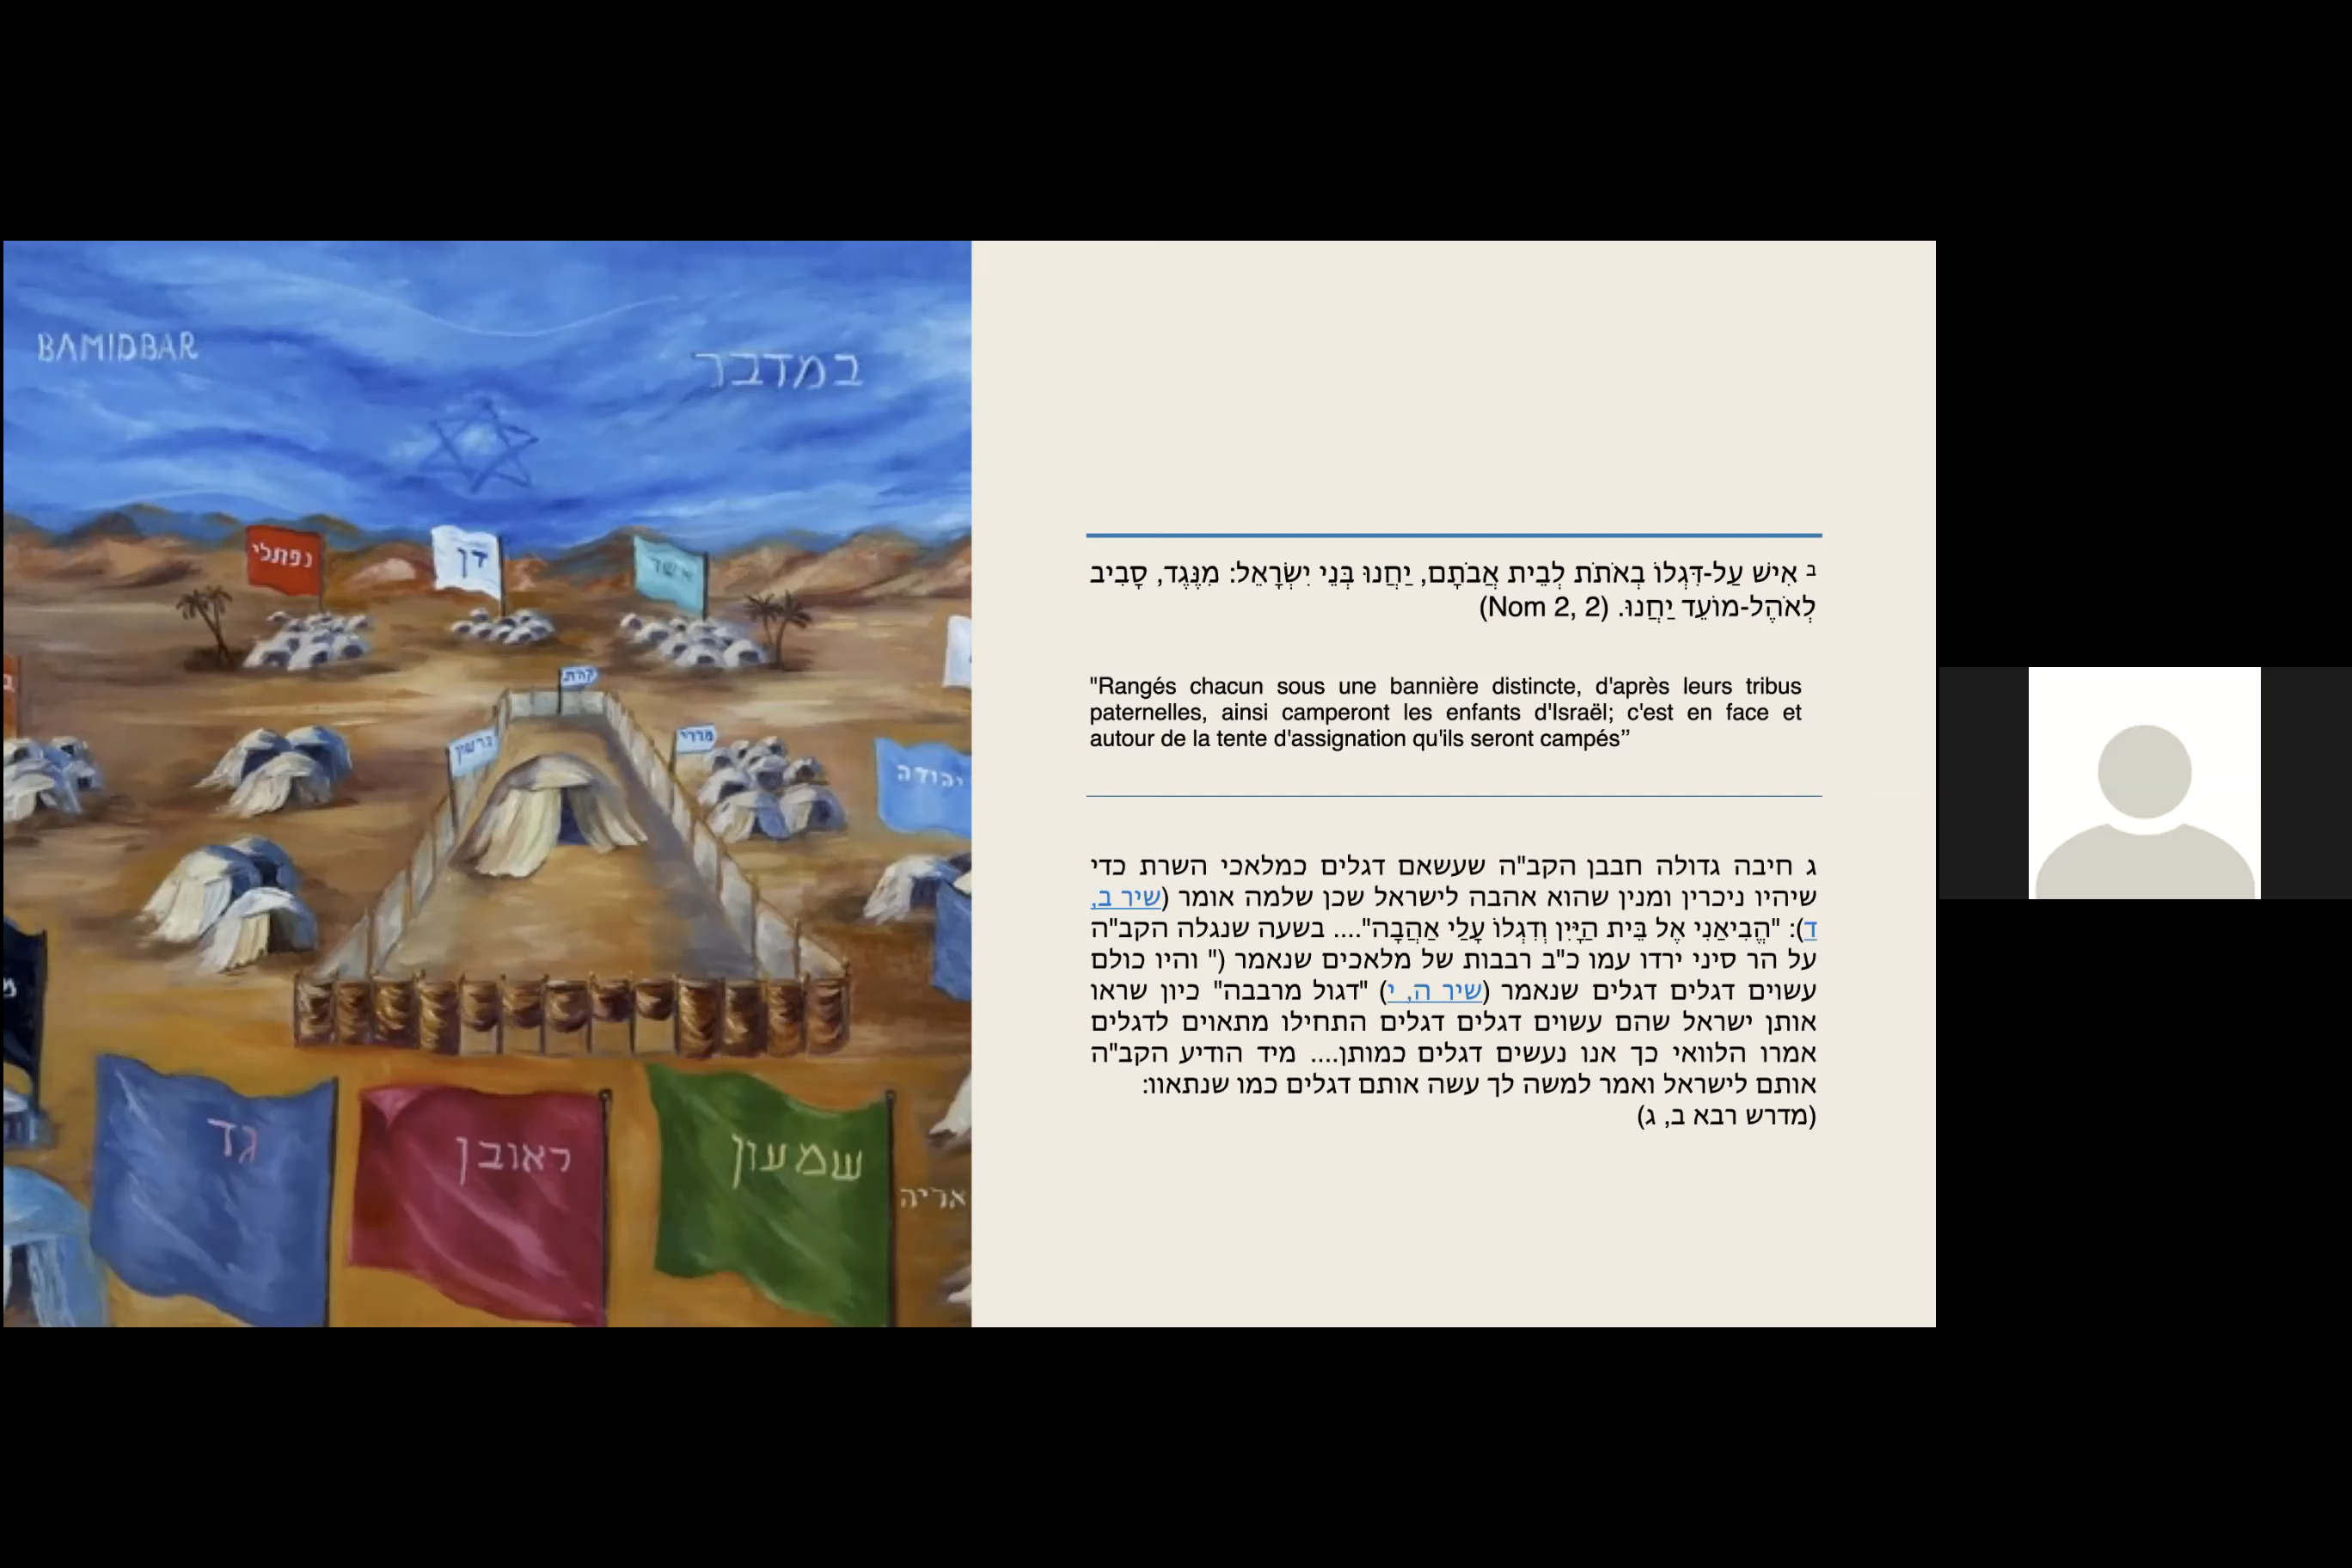 BAMIDBAR
במדבר
נפתלי
דן
אשר
קהת
גרשון
מררי
יהודה
גד
ראובן
שמעון
אריה
ב אִישׁ עַל-דִּגְלוֹ בְאֹתֹת לְבֵית אֲבֹתָם, יַחֲנוּ בְּנֵי יִשְׂרָאֵל: מִנֶּגֶד, סָבִיב
לְאֹהֶל-מוֹעֵד יַחֲנוּ. (Nom 2, 2)
"Rangés chacun sous une bannière distincte, d'après leurs tribus
paternelles, ainsi camperont les enfants d'Israël; c'est en face et
autour de la tente d'assignation qu'ils seront campés”
ג חיבה גדולה חבבן הקב"ה שעשאם דגלים כמלאכי השרת כדי
שיהיו ניכרין ומנין שהוא אהבה לישראל שכן שלמה אומר (שיר ב,
ד): "הֱבִיאַנִי אֶל בֵּית הַיָּיִן וְדִגְלוֹ עָלַי אַהֲבָה".... בשעה שנגלה הקב"ה
על הר סיני ירדו עמו כ"ב רבבות של מלאכים שנאמר (" והיו כולם
עשוים דגלים דגלים שנאמר (שיר ה, י) "דגול מרבבה" כיון שראו
אותן ישראל שהם עשוים דגלים דגלים התחילו מתאוים לדגלים
אמרו הלוואי כך אנו נעשים דגלים כמותן.... מיד הודיע הקב"ה
אותם לישראל ואמר למשה לך עשה אותם דגלים כמו שנתאוו:
(מדרש רבא ב, ג)